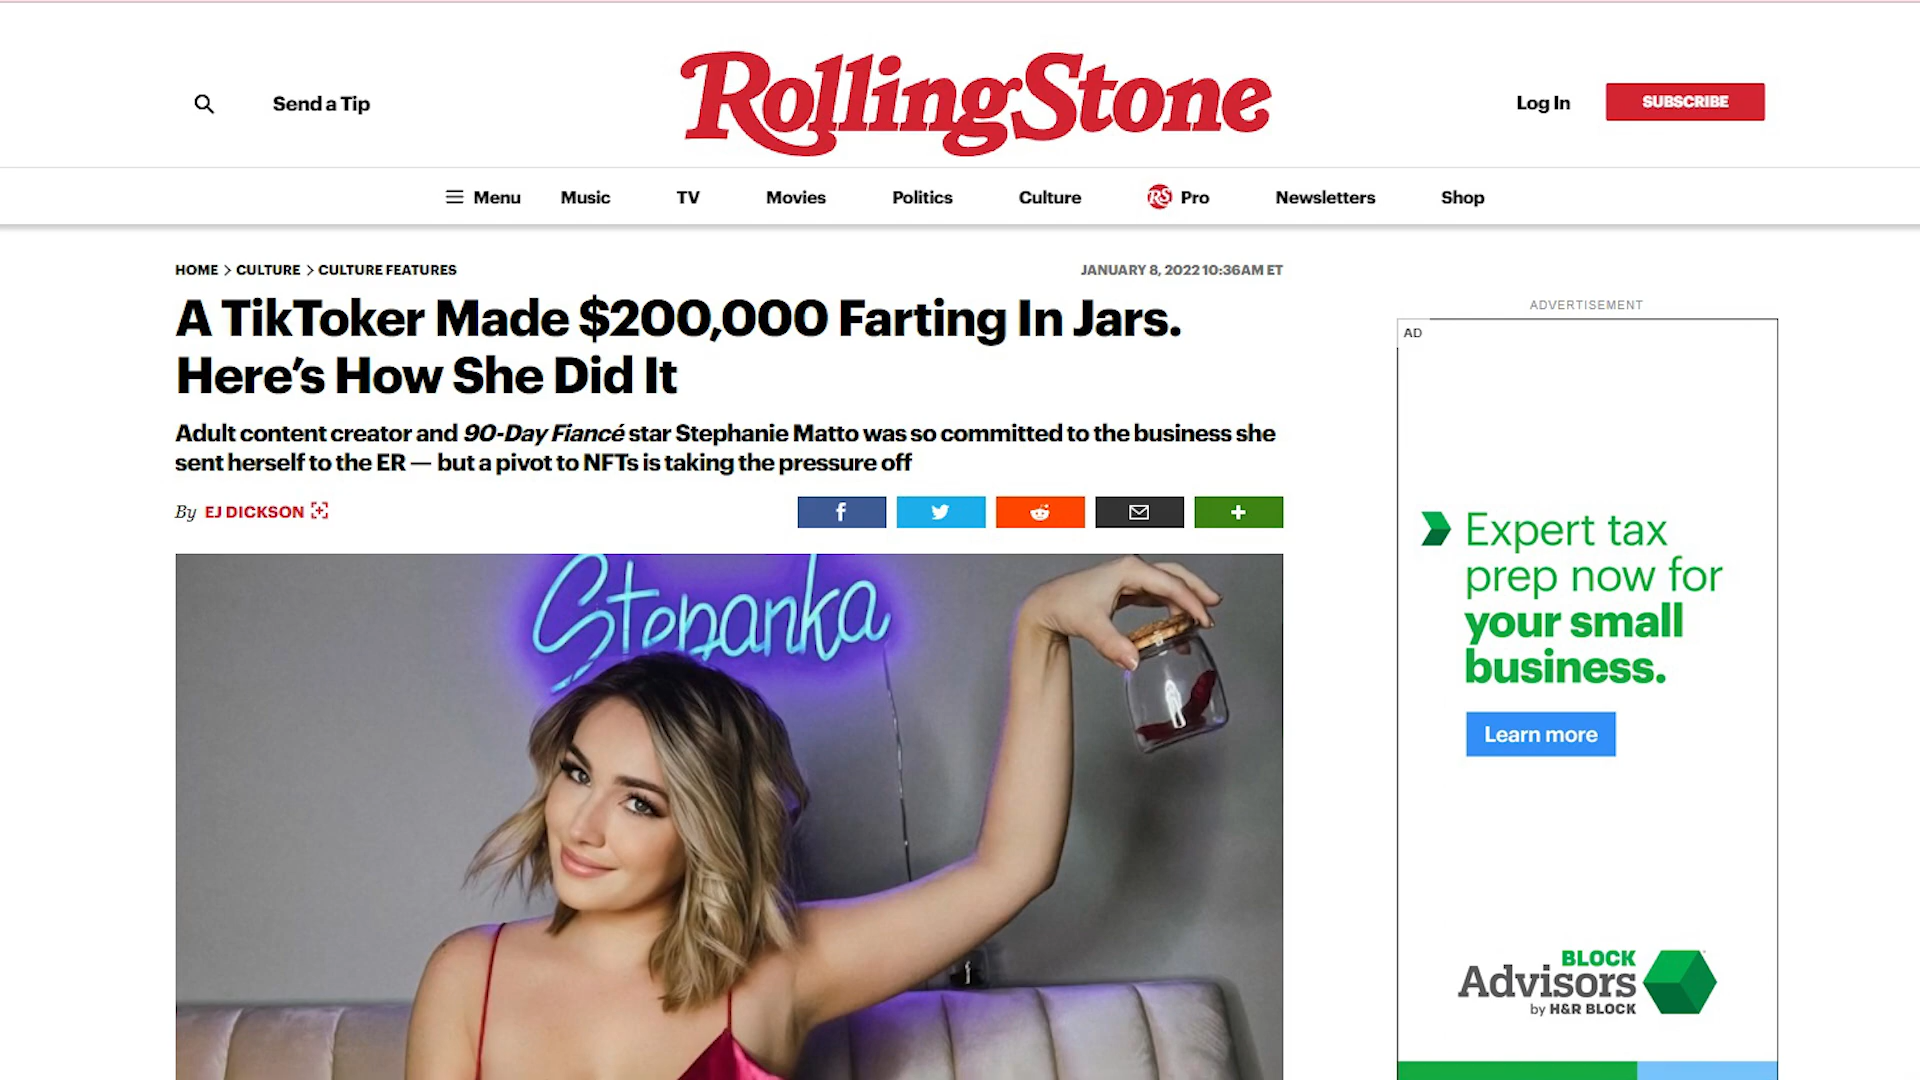 Send a Tip
RollingStone
Log In
SUBSCRIBE
Menu
Music
TV
Movies
Politics
Culture
RS Pro
Newsletters
Shop
HOME > CULTURE > CULTURE FEATURES
JANUARY 8, 2022 10:36AM ET
A TikToker Made $200,000 Farting In Jars.
Here’s How She Did It
Adult content creator and 90-Day Fiancé star Stephanie Matto was so committed to the business she
sent herself to the ER — but a pivot to NFTs is taking the pressure off
By EJ DICKSON
Stepanka
ADVERTISEMENT
AD
Expert tax
prep now for
your small
business.
Learn more
BLOCK
Advisors
by H&R BLOCK